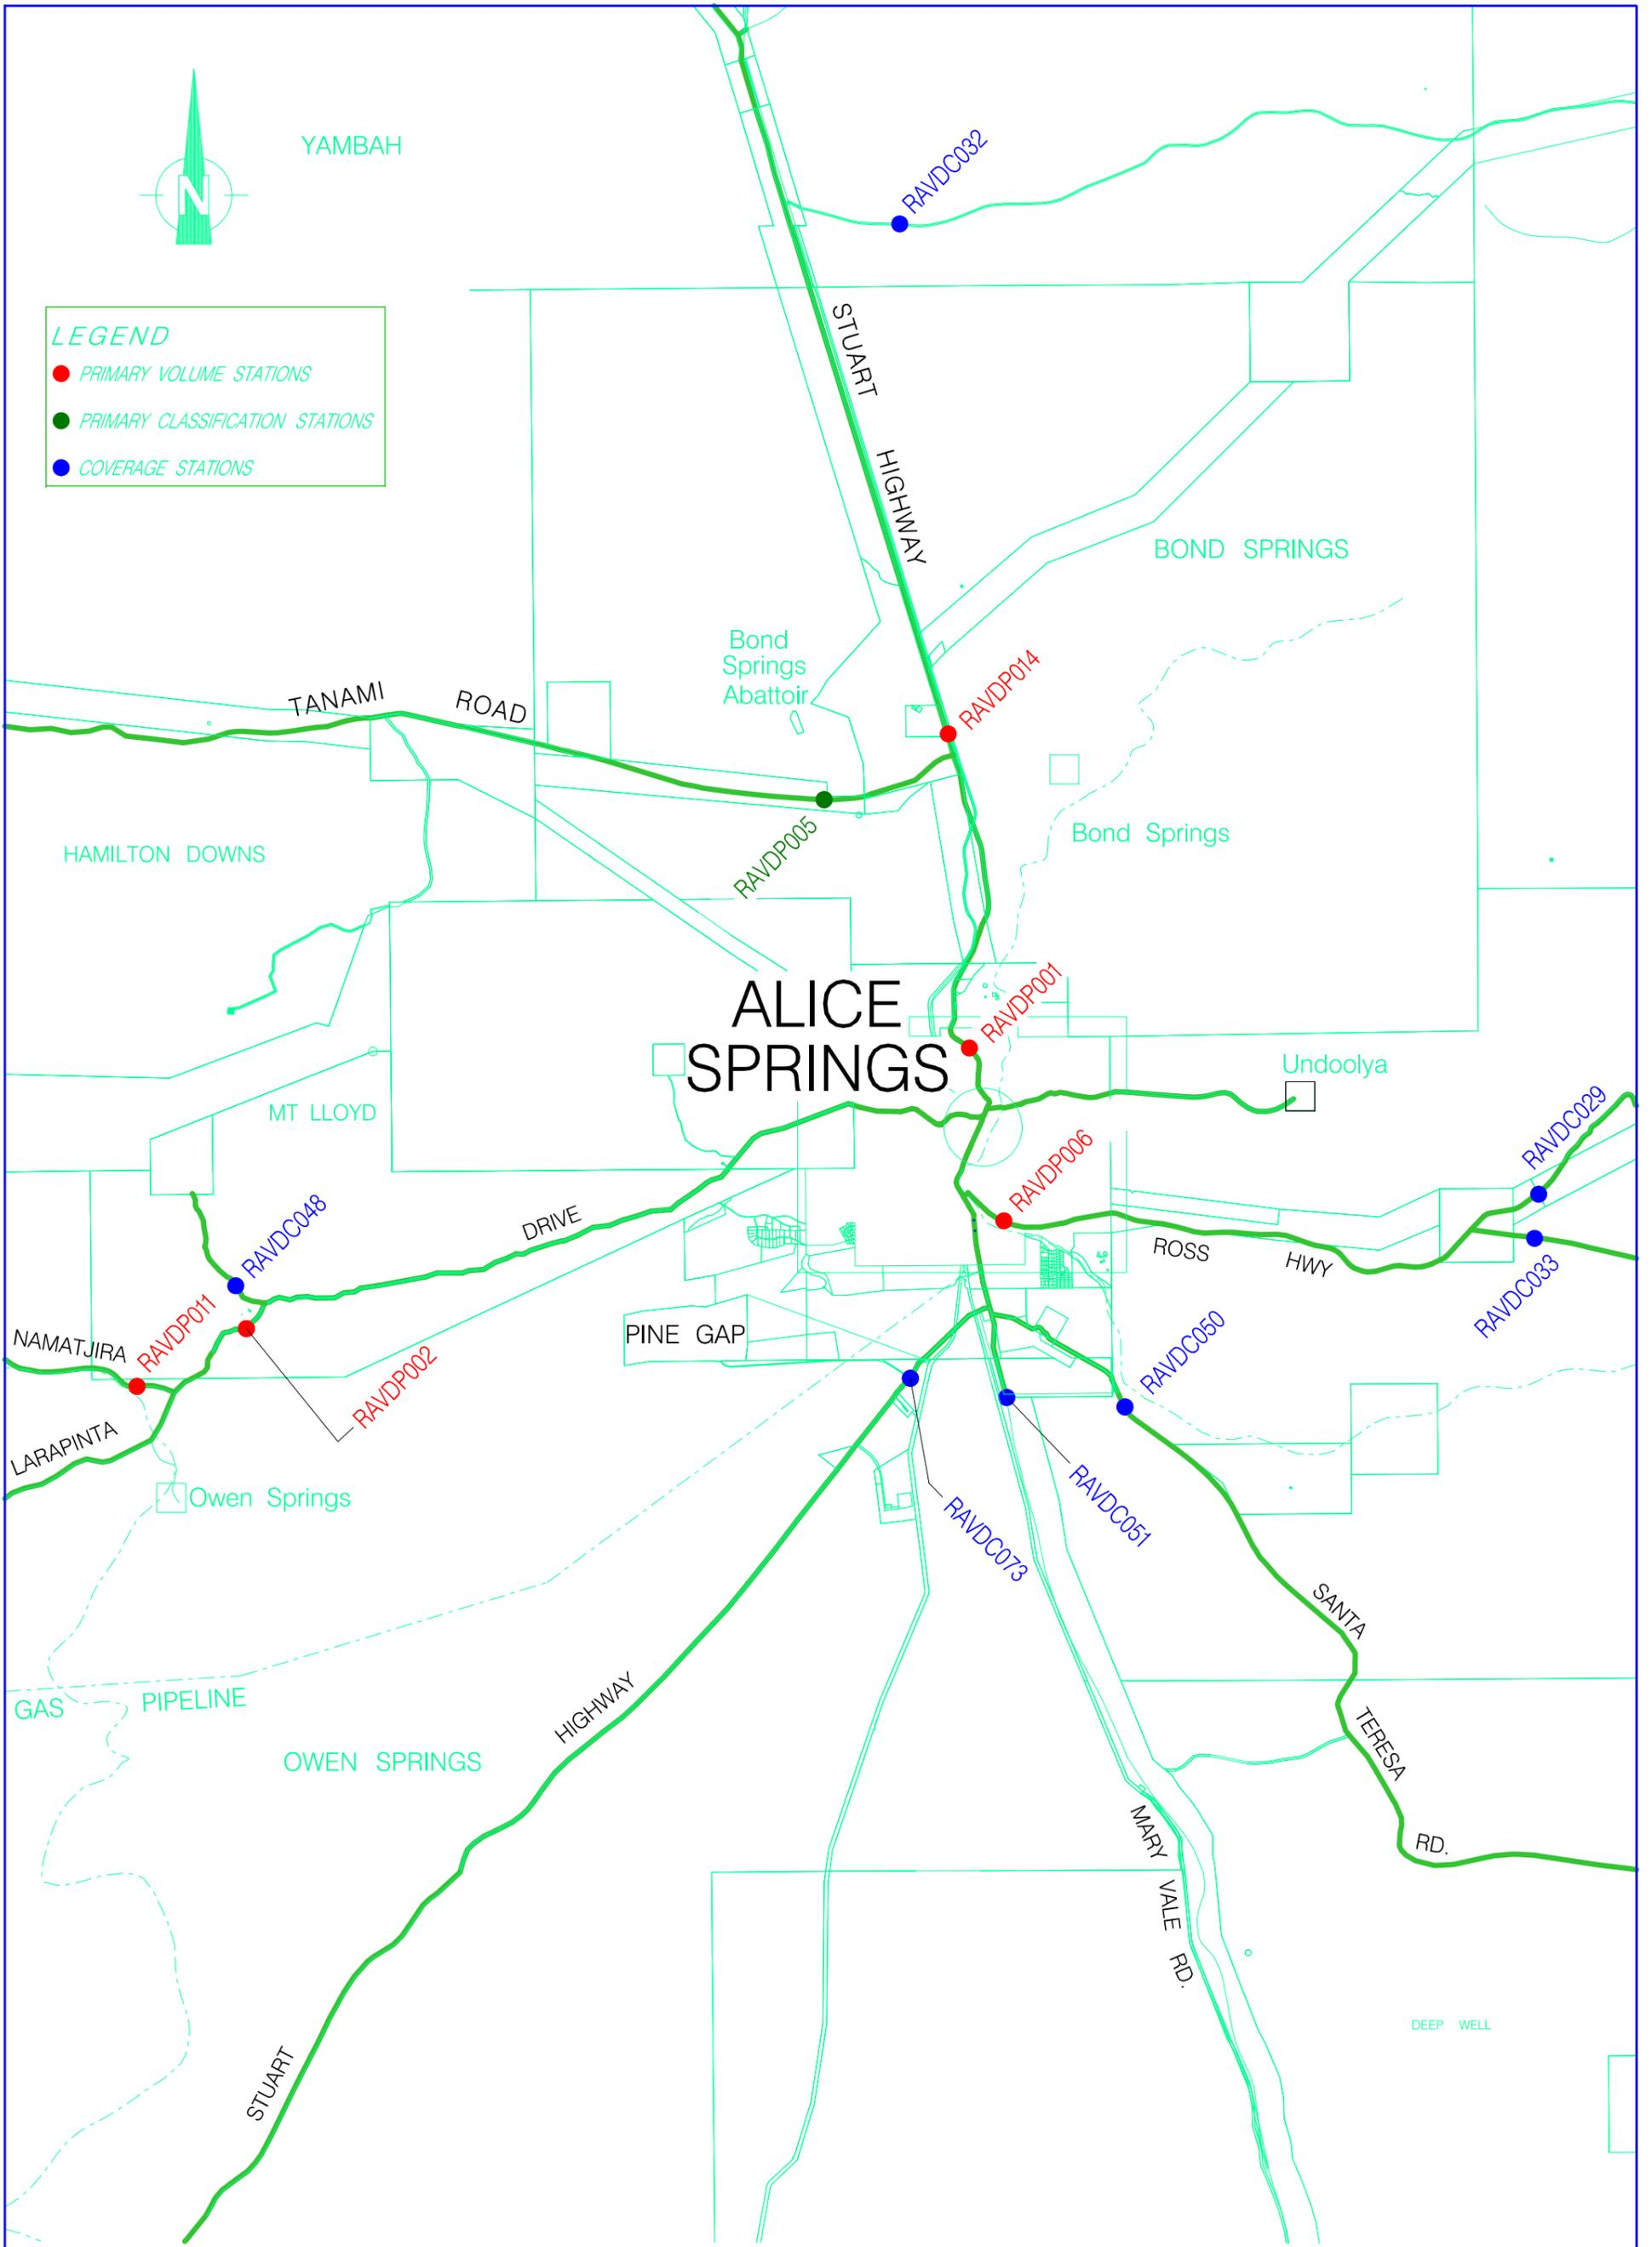 YAMBAH
N
RAVDC032
LEGEND
PRIMARY VOLUME STATIONS
PRIMARY CLASSIFICATION STATIONS
COVERAGE STATIONS
STUART
HIGHWAY
BOND SPRINGS
Bond
Springs
Abattoir
RAVDP014
TANAMI
ROAD
RAVDP005
Bond Springs
HAMILTON DOWNS
ALICE
SPRINGS
RAVDP001
Undoolya
MT LLOYD
RAVDC029
RAVDP006
RAVDC048
DRIVE
ROSS
HWY
RAVDC033
RAVDP011
NAMATJIRA
PINE GAP
RAVDP002
RAVDC050
LARAPINTA
Owen Springs
RAVDC051
RAVDC073
SANTA
GAS
PIPELINE
HIGHWAY
TERESA
OWEN SPRINGS
MARY
RD.
VALE
RD.
DEEP WELL
STUART